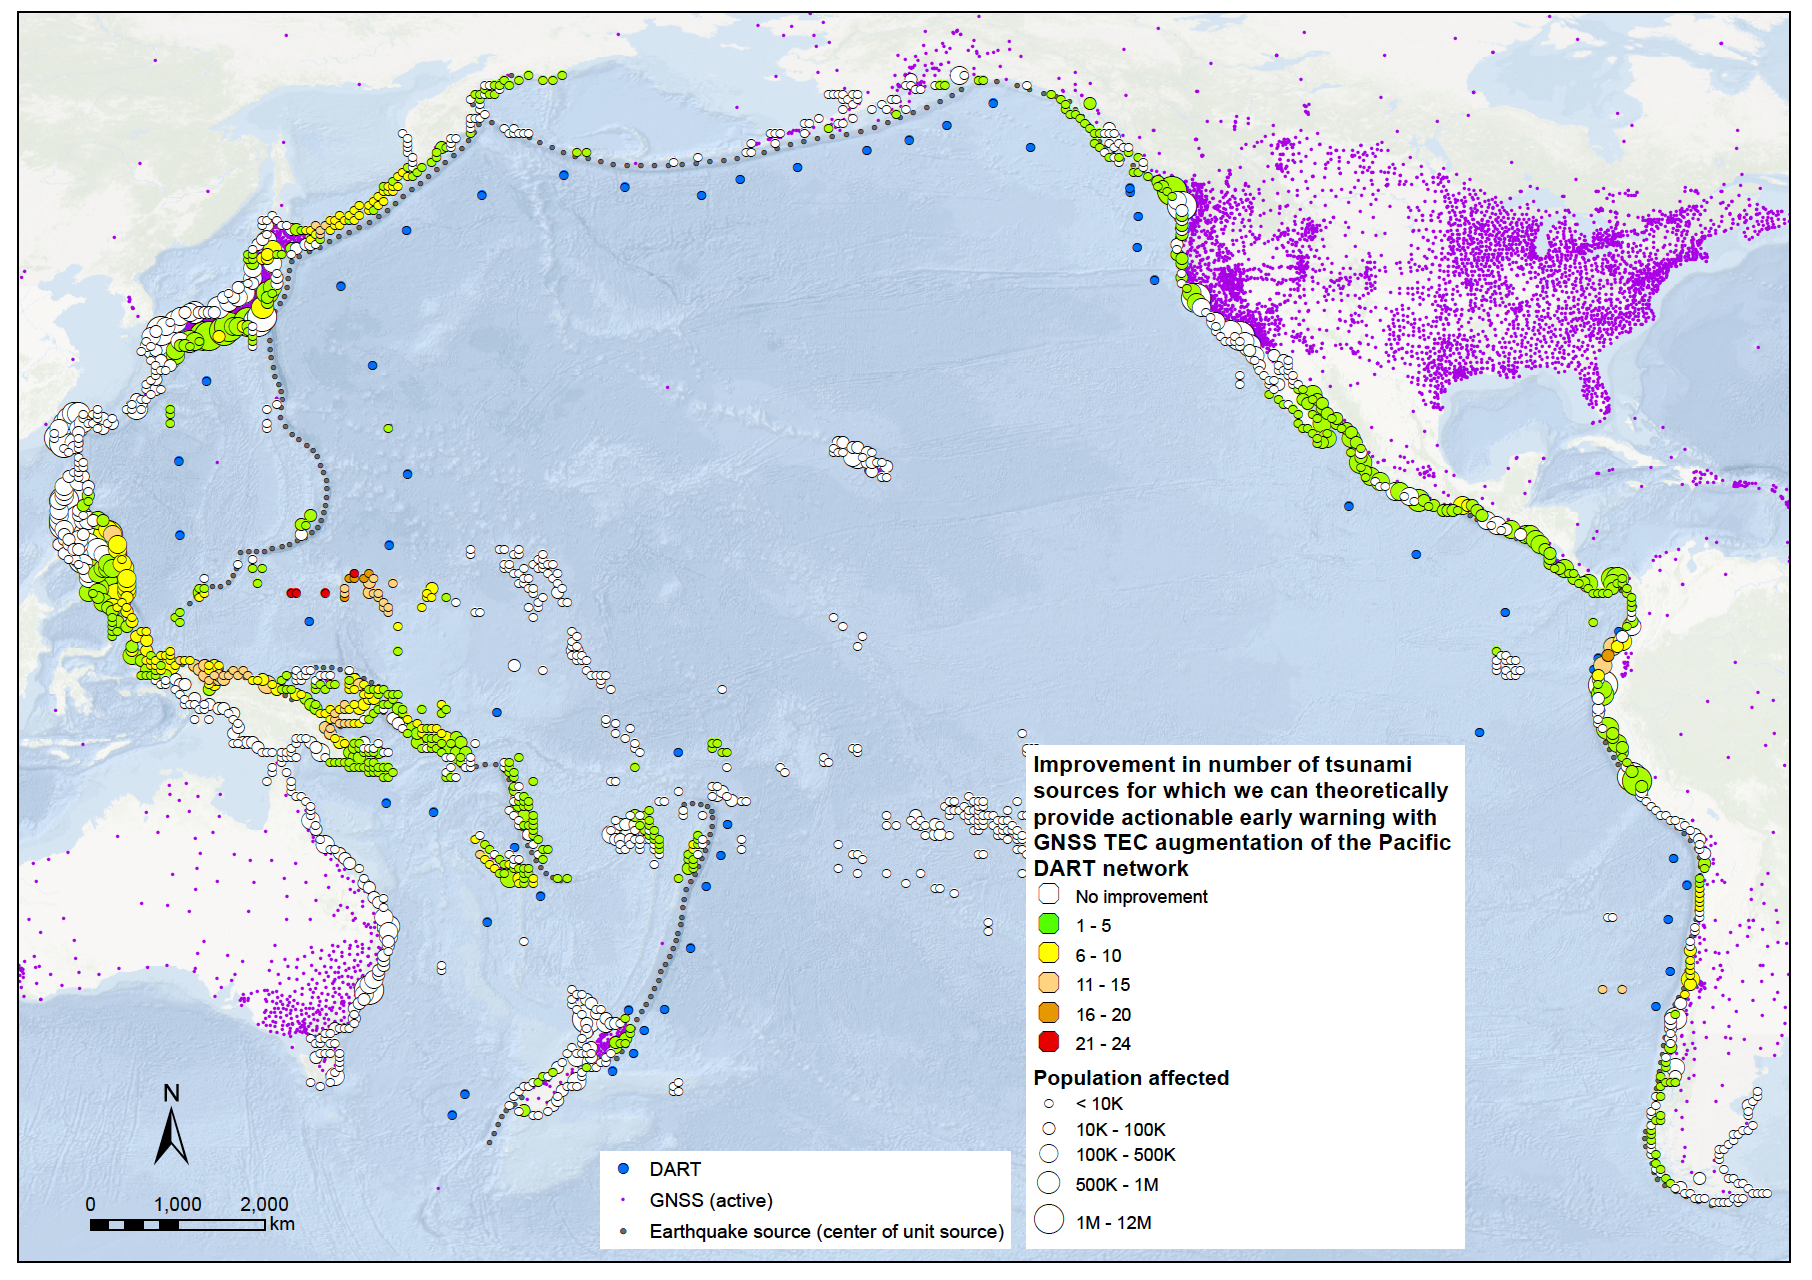 Improvement in number of tsunami
sources for which we can theoretically
provide actionable early warning with
GNSS TEC augmentation of the Pacific
DART network
No improvement
1 - 5
6 - 10
11 - 15
16 - 20
21 - 24
Population affected
< 10K
10K - 100K
100K - 500K
500K - 1M
1M - 12M
N
0 1,000 2,000
km
DART
GNSS (active)
Earthquake source (center of unit source)